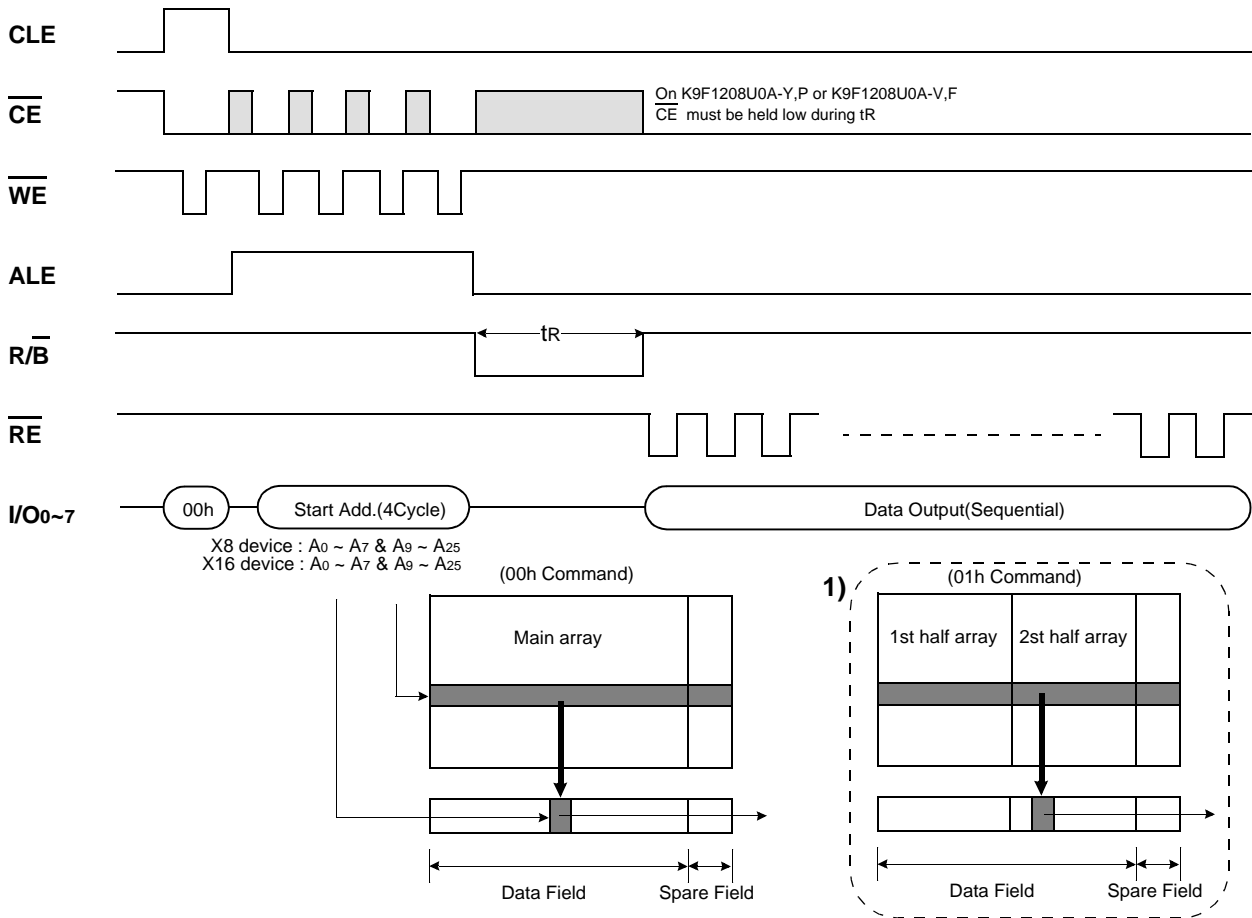 CLE
CE
On K9F1208U0A-Y,P or K9F1208U0A-V,F
CE must be held low during tR
WE
ALE
R/B
tR
RE
I/O0~7
00h
Start Add.(4Cycle)
Data Output(Sequential)
X8 device : A0 ~ A7 & A9 ~ A25
X16 device : A0 ~ A7 & A9 ~ A25
(00h Command)
Main array
Data Field
Spare Field
1)
(01h Command)
1st half array
2st half array
Data Field
Spare Field